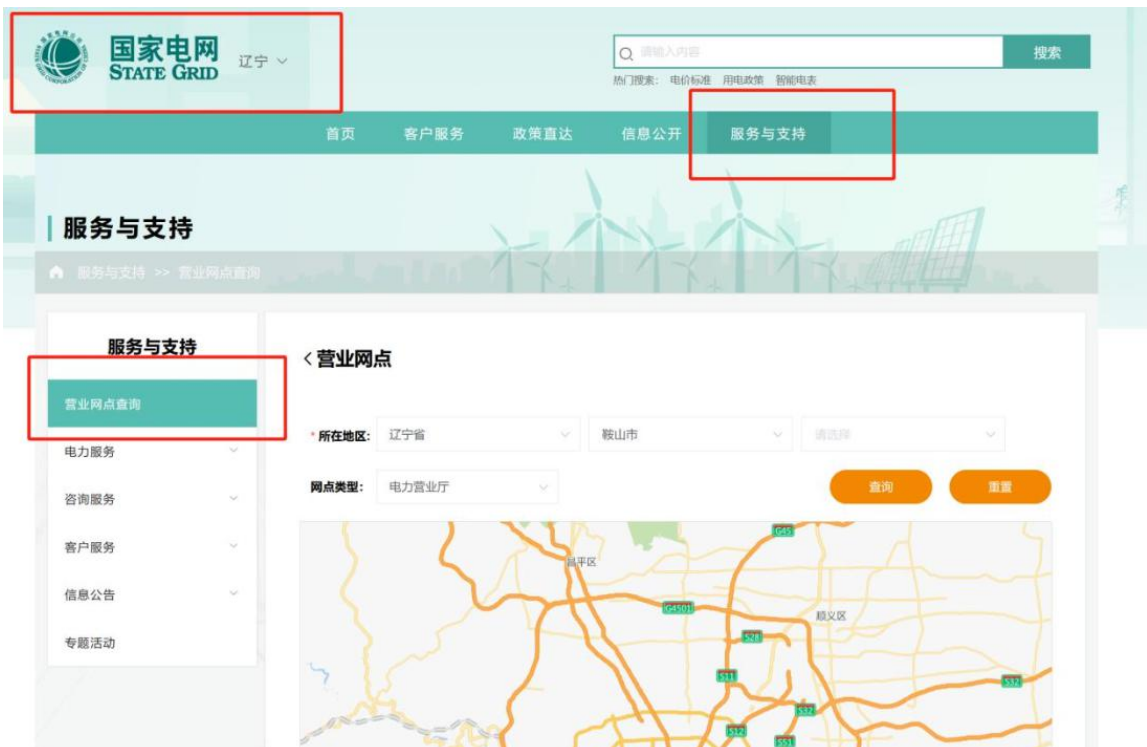 国家电网
STATE GRID
辽宁
请输入内容
搜索
热门搜索: 电价标准 用电政策 智能电表
首页 客户服务 政策直达 信息公开 服务与支持
服务与支持
服务与支持 >> 营业网点查询
服务与支持
营业网点查询
电力服务
咨询服务
客户服务
信息公告
专题活动
<营业网点
* 所在地区: 辽宁省 鞍山市 请选择
网点类型: 电力营业厅 查询 重置
G45
昌平区
G4501
顺义区
S28
S11
S32
S32
S12
S51